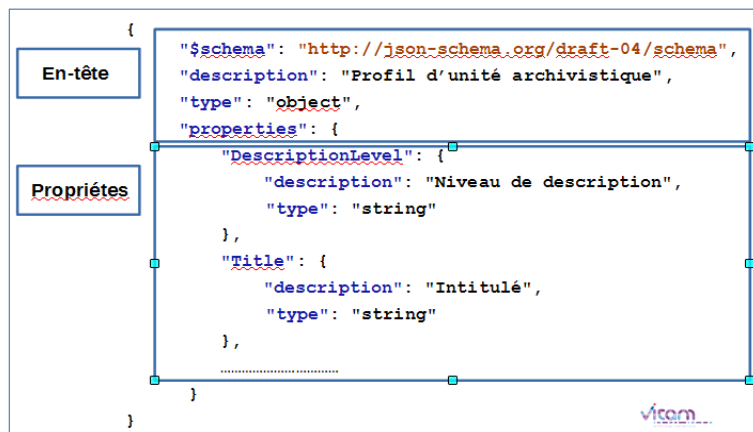 {
En-tête
"$schema": "http://json-schema.org/draft-04/schema",
"description": "Profil d’unité archivistique",
"type": "object",
"properties": {
Propriétes
"DescriptionLevel": {
"description": "Niveau de description",
"type": "string"
},
"Title": {
"description": "Intitulé",
"type": "string"
},
....................................
}
}
vitam